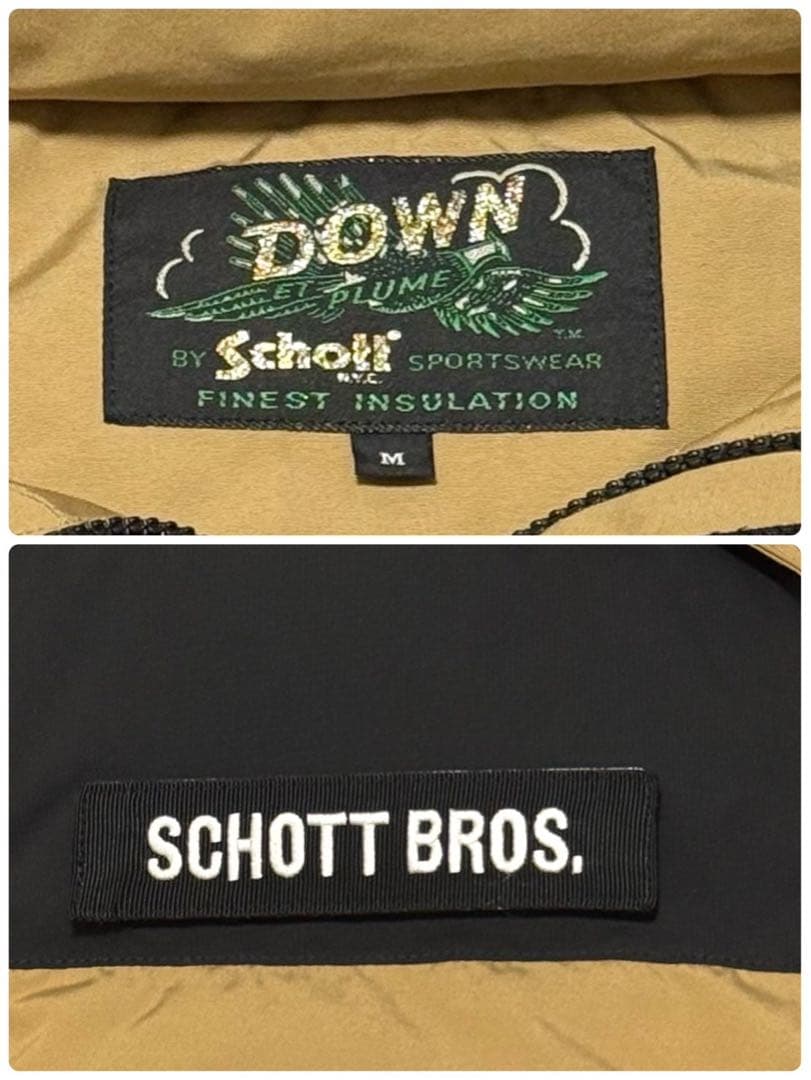 DOWN
ET PLUME
T.M.
BY Schott SPORTSWEAR
N.Y.C.
FINEST INSULATION
M
SCHOTT BROS.